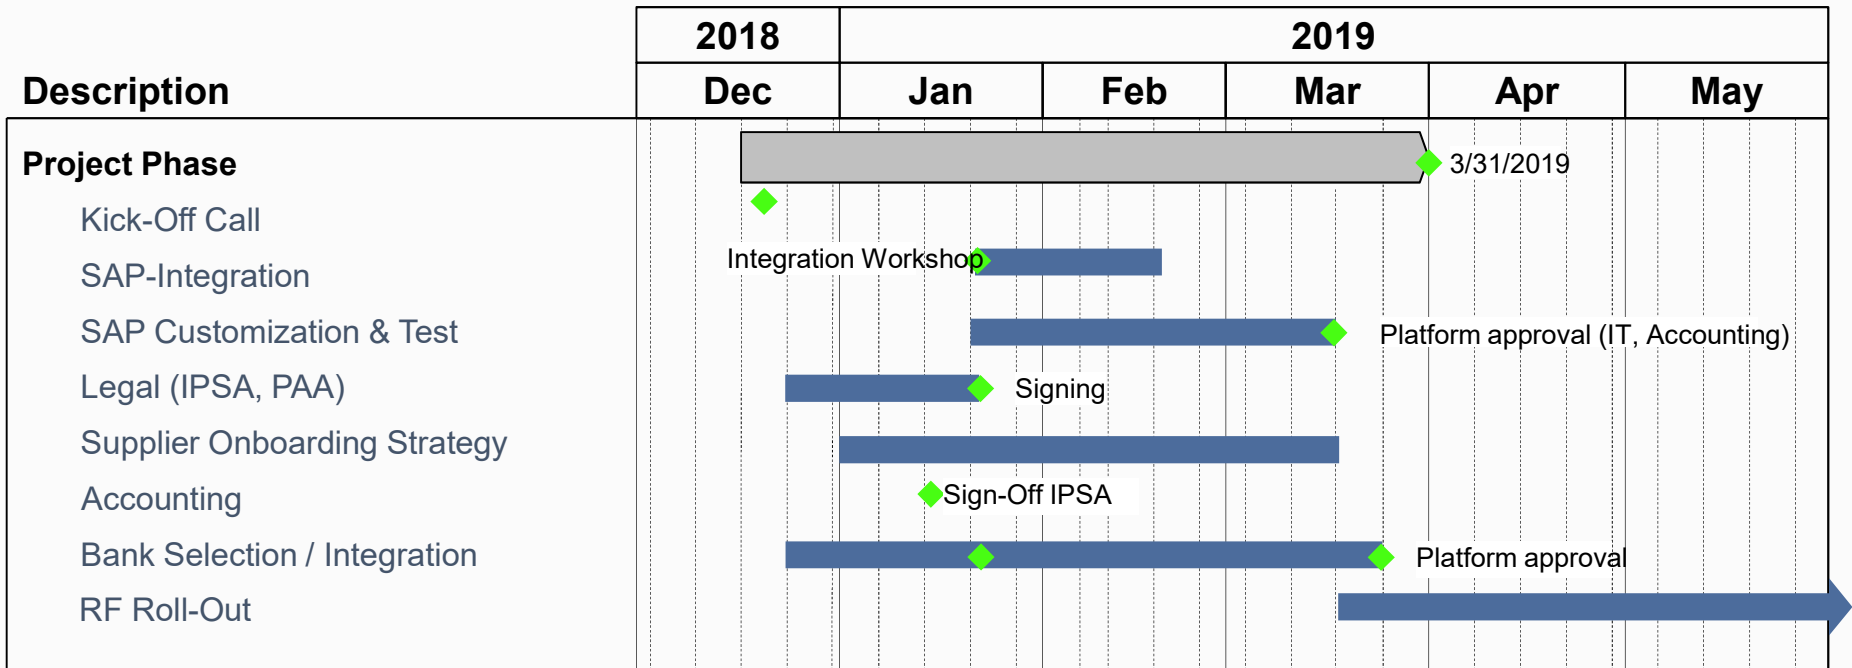 2018 2019
Description Dec Jan Feb Mar Apr May
Project Phase 3/31/2019
Kick-Off Call
Integration Workshop
SAP-Integration
SAP Customization & Test Platform approval (IT, Accounting)
Legal (IPSA, PAA) Signing
Supplier Onboarding Strategy
Accounting Sign-Off IPSA
Bank Selection / Integration Platform approval
RF Roll-Out